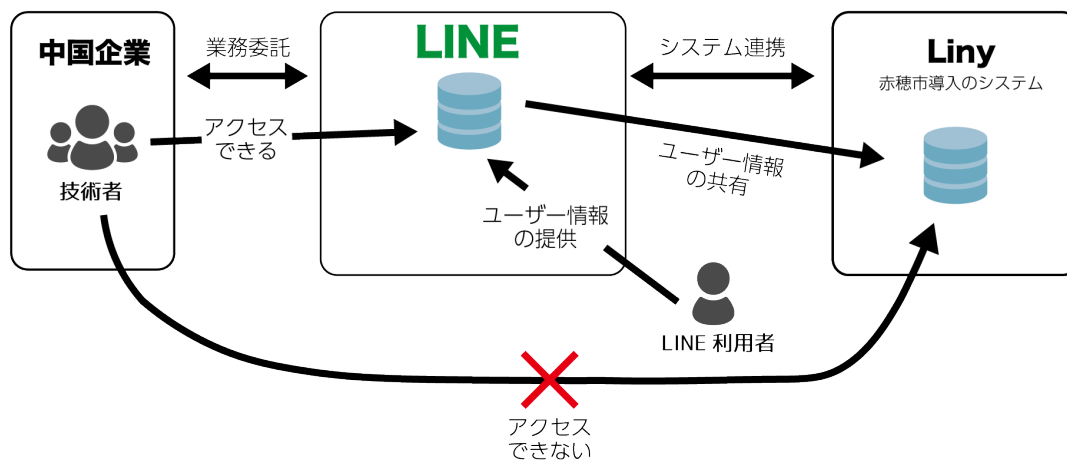 中国企業
業務委託
LINE
システム連携
Liny
赤穂市導入のシステム
アクセス
できる
技術者
ユーザー情報
の共有
ユーザー情報
の提供
LINE 利用者
アクセス
できない